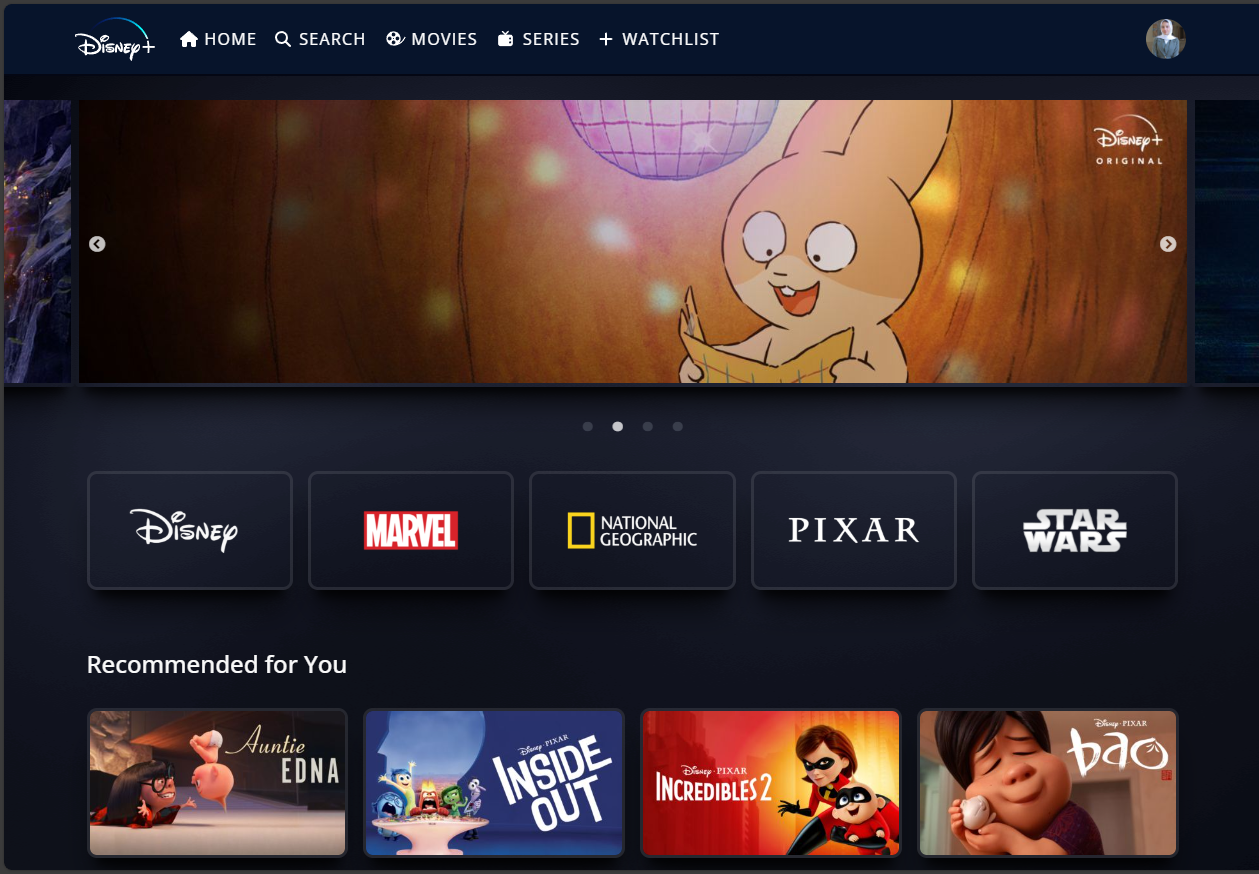 Disney+
HOME
SEARCH
MOVIES
SERIES
WATCHLIST
Disney+
ORIGINAL
Disney
MARVEL
NATIONAL
GEOGRAPHIC
PIXAR
STAR
WARS
Recommended for You
Auntie
EDNA
Disney · PIXAR
INSIDE
OUT
Disney · PIXAR
INCREDIBLES 2
Disney · PIXAR
bao